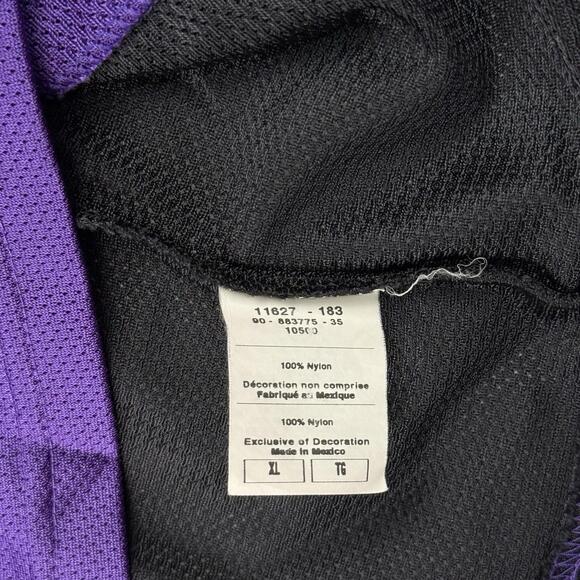 11627 - 183
90 - 883775 - 35
10500
100% Nylon
Décoration non comprise
Fabriqué au Mexique
100% Nylon
Exclusive of Decoration
Made in Mexico
XL TG